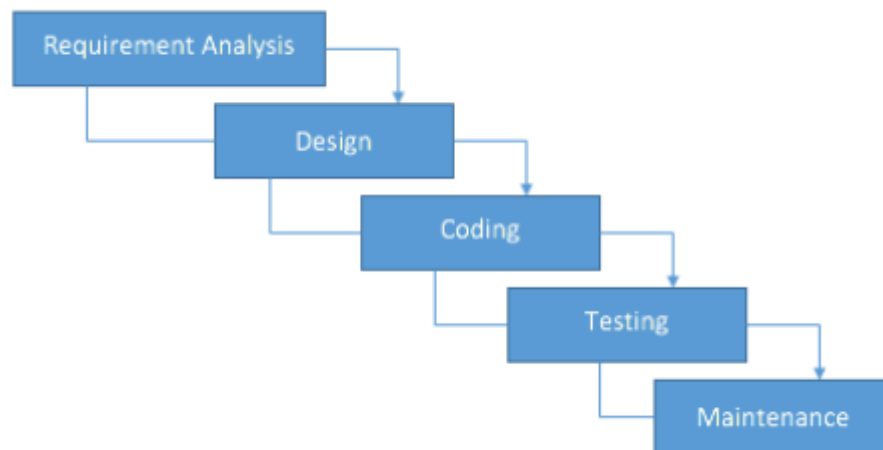 Requirement Analysis
Design
Coding
Testing
Maintenance